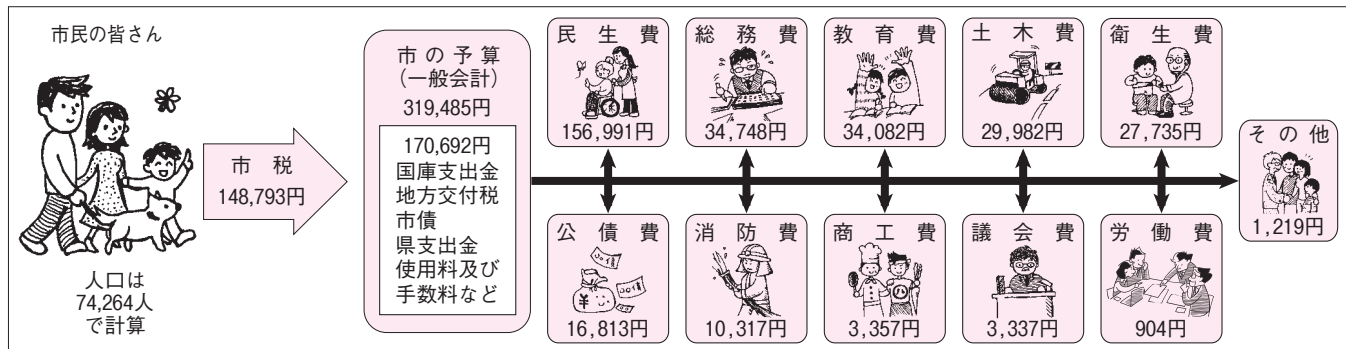 市民の皆さん
市税
148,793円
人口は
74,264人
で計算
市の予算
(一般会計)
319,485円
170,692円
国庫支出金
地方交付税
市債
県支出金
使用料及び
手数料など
民生費
156,991円
総務費
34,748円
教育費
34,082円
土木費
29,982円
衛生費
27,735円
その他
1,219円
公債費
16,813円
消防費
10,317円
商工費
3,357円
議会費
3,337円
労働費
904円